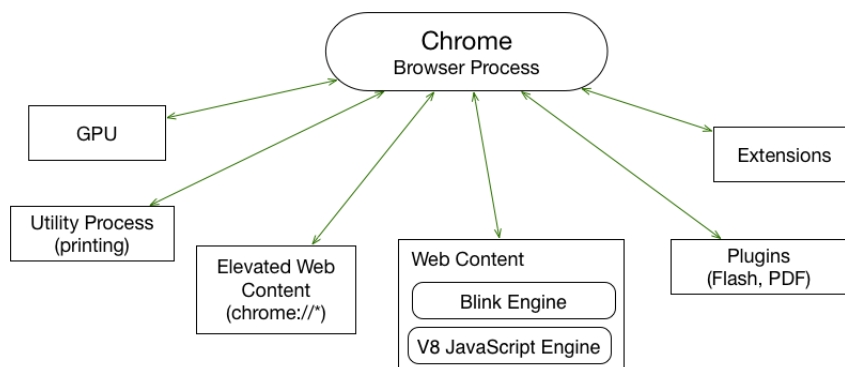 Chrome
Browser Process
GPU
Extensions
Utility Process
(printing)
Elevated Web
Content
(chrome://*)
Web Content
Blink Engine
V8 JavaScript Engine
Plugins
(Flash, PDF)